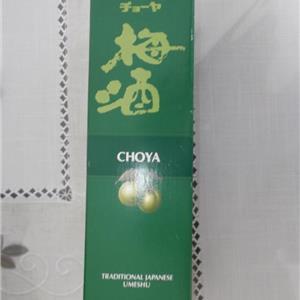 チョーヤ
梅酒
CHOYA
TRADITIONAL JAPANESE
UMESHU